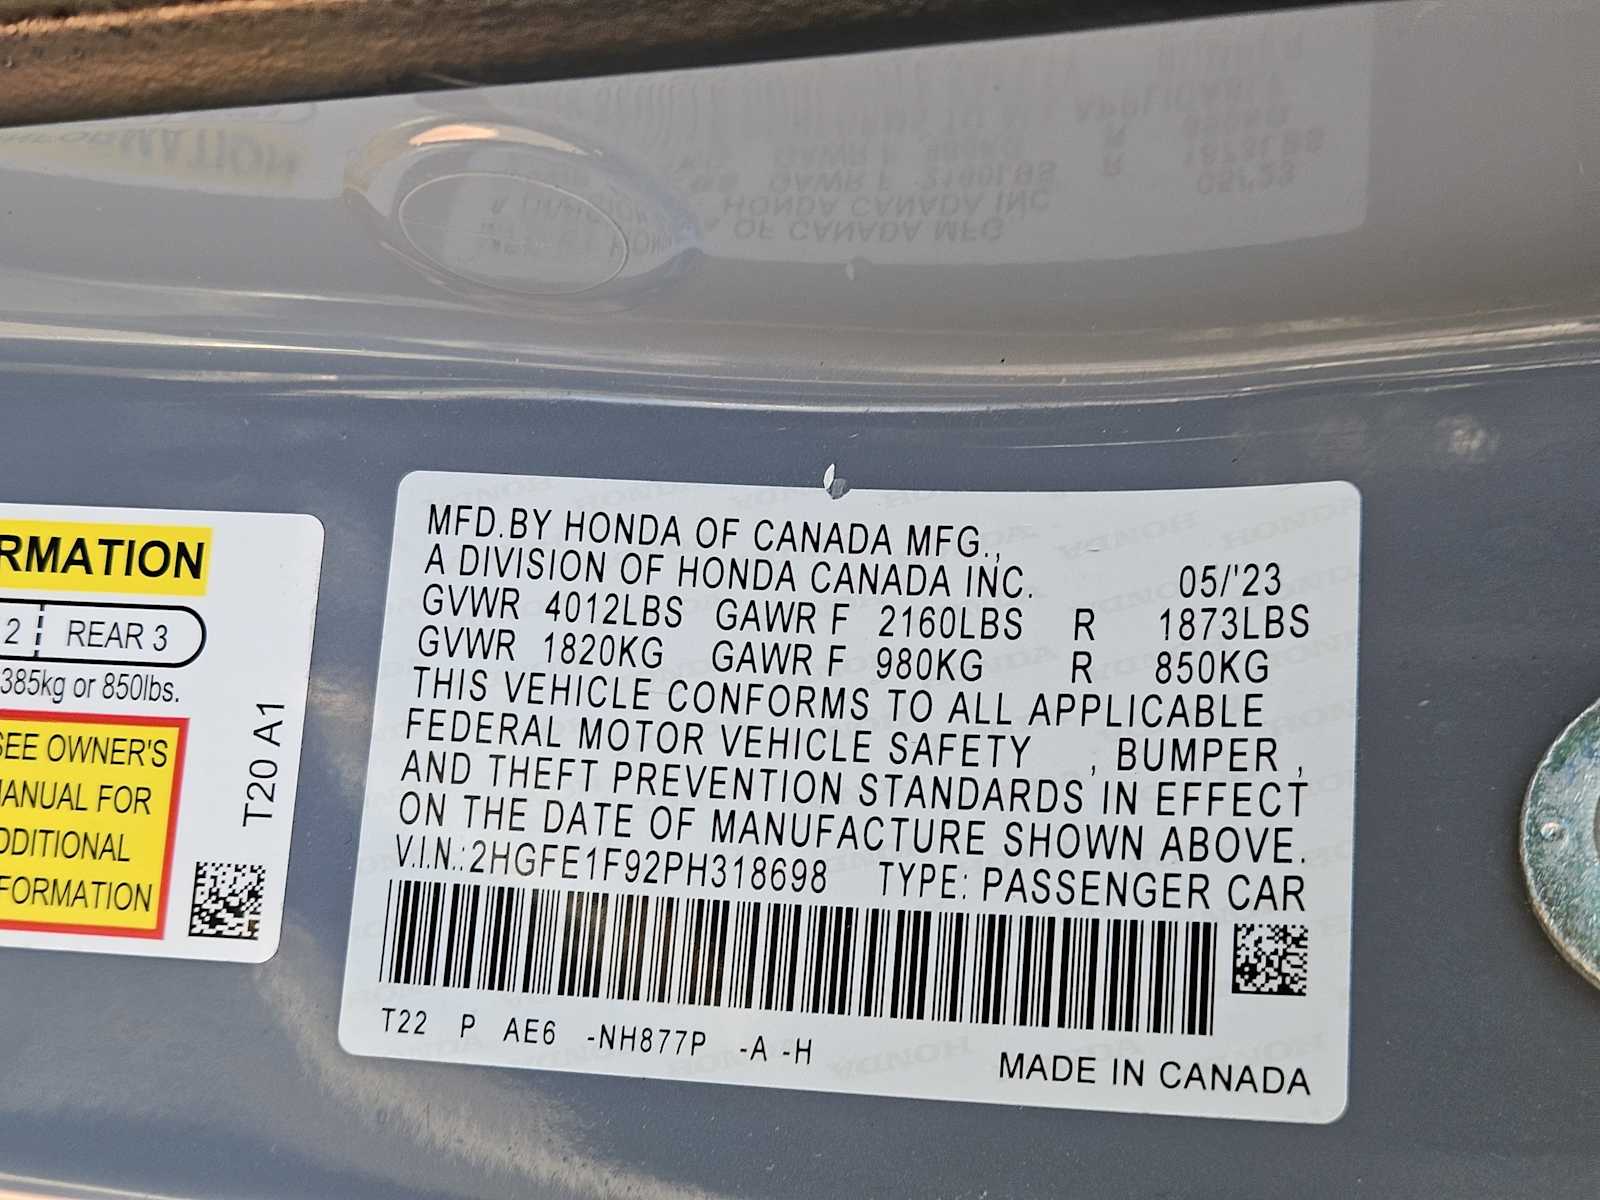 RMATION
2 REAR 3
385kg or 850lbs.
SEE OWNER'S
MANUAL FOR
ADDITIONAL
FORMATION
T20 A1
MFD.BY HONDA OF CANADA MFG.,
A DIVISION OF HONDA CANADA INC. 05/'23
GVWR 4012LBS GAWR F 2160LBS R 1873LBS
GVWR 1820KG GAWR F 980KG R 850KG
THIS VEHICLE CONFORMS TO ALL APPLICABLE
FEDERAL MOTOR VEHICLE SAFETY , BUMPER ,
AND THEFT PREVENTION STANDARDS IN EFFECT
ON THE DATE OF MANUFACTURE SHOWN ABOVE.
V.I.N.:2HGFE1F92PH318698 TYPE: PASSENGER CAR
T22 P AE6 -NH877P -A -H
MADE IN CANADA